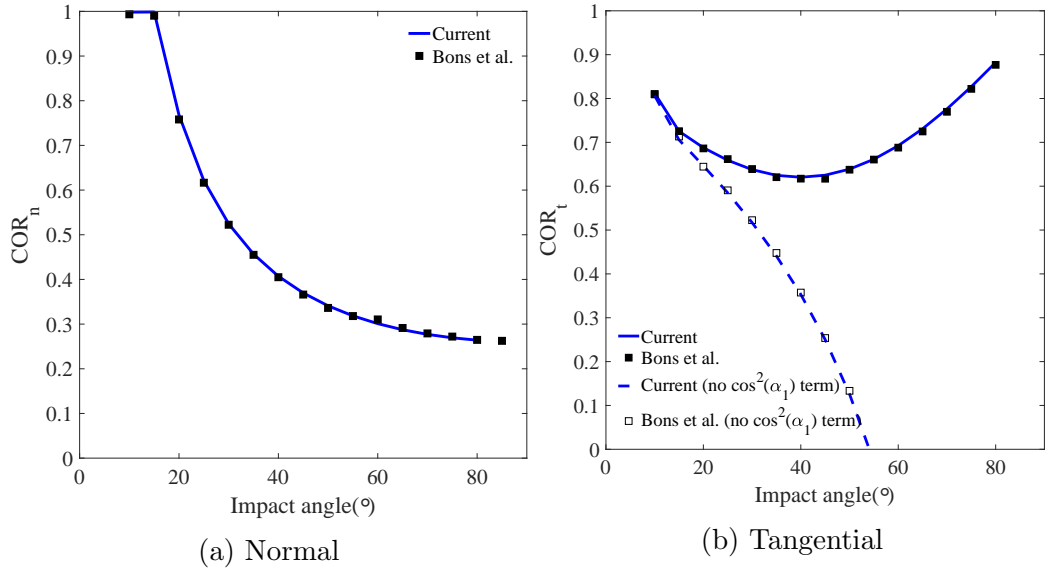 1
0.9
0.8
0.7
0.6
0.5
0.4
0.3
0.2
0.1
0
COR_n
0 20 40 60 80
Impact angle(°)
Current
Bons et al.
(a) Normal
1
0.9
0.8
0.7
0.6
0.5
0.4
0.3
0.2
0.1
0
COR_t
0 20 40 60 80
Impact angle(°)
Current
Bons et al.
Current (no cos²(α₁) term)
Bons et al. (no cos²(α₁) term)
(b) Tangential